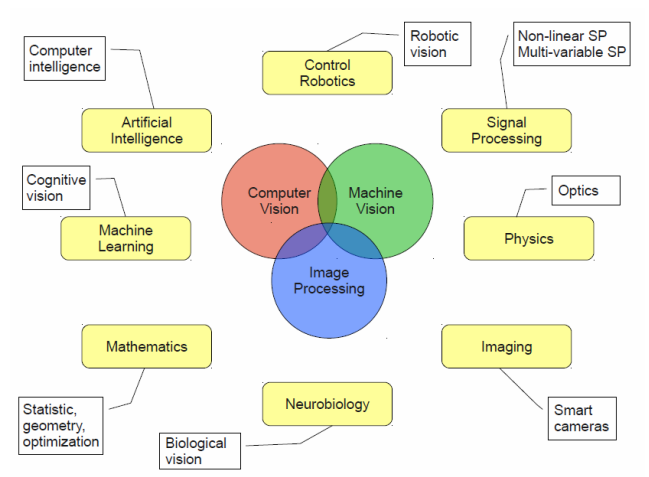 Computer
intelligence
Robotic
vision
Non-linear SP
Multi-variable SP
Control
Robotics
Artificial
Intelligence
Signal
Processing
Cognitive
vision
Computer
Vision
Machine
Vision
Optics
Machine
Learning
Physics
Image
Processing
Mathematics
Imaging
Neurobiology
Statistic,
geometry,
optimization
Smart
cameras
Biological
vision